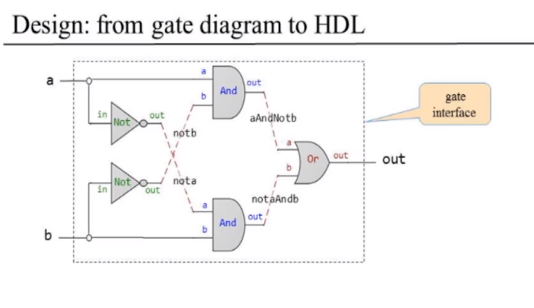 Design: from gate diagram to HDL
a
a
And
out
b
in
Not
out
notb
aAndNotb
gate
interface
a
Or
out
out
b
in
Not
out
nota
notaAndb
a
And
out
b
b